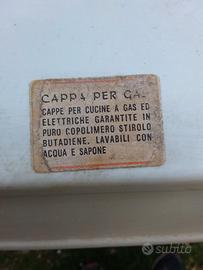 CAPPA PER GAS
CAPPE PER CUCINE A GAS ED
ELETTRICHE GARANTITE IN
PURO COPOLIMERO STIROLO
BUTADIENE. LAVABILI CON
ACQUA E SAPONE
subito